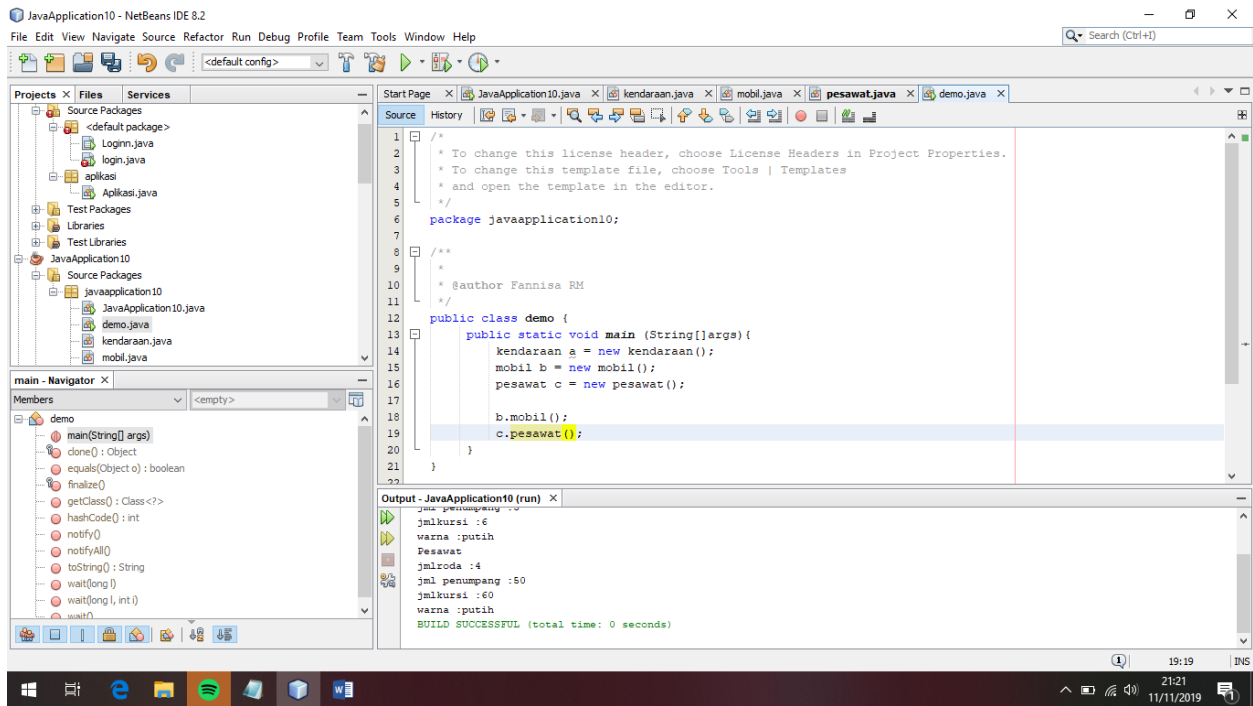 JavaApplication10 - NetBeans IDE 8.2
File Edit View Navigate Source Refactor Run Debug Profile Team Tools Window Help
Search (Ctrl+I)
<default config>
Projects Files Services
Source Packages
<default package>
Loginn.java
login.java
aplikasi
Aplikasi.java
Test Packages
Libraries
Test Libraries
JavaApplication10
Source Packages
javaapplication10
JavaApplication10.java
demo.java
kendaraan.java
mobil.java
main - Navigator
Members
<empty>
demo
main(String[] args)
clone() : Object
equals(Object o) : boolean
finalize()
getClass() : Class<?>
hashCode() : int
notify()
notifyAll()
toString() : String
wait(long l)
wait(long l, int i)
wait()
Start Page JavaApplication10.java kendaraan.java mobil.java pesawat.java demo.java
Source History
1 /*
2 * To change this license header, choose License Headers in Project Properties.
3 * To change this template file, choose Tools | Templates
4 * and open the template in the editor.
5 */
6 package javaapplication10;
7
8 /**
9 *
10 * @author Fannisa RM
11 */
12 public class demo {
13 public static void main (String[]args){
14 kendaraan a = new kendaraan();
15 mobil b = new mobil();
16 pesawat c = new pesawat();
17
18 b.mobil();
19 c.pesawat();
20 }
21 }
22
Output - JavaApplication10 (run)
jml penumpang :5
jmlkursi :6
warna :putih
Pesawat
jmlroda :4
jml penumpang :50
jmlkursi :60
warna :putih
BUILD SUCCESSFUL (total time: 0 seconds)
1
19:19
INS
21:21
11/11/2019
1